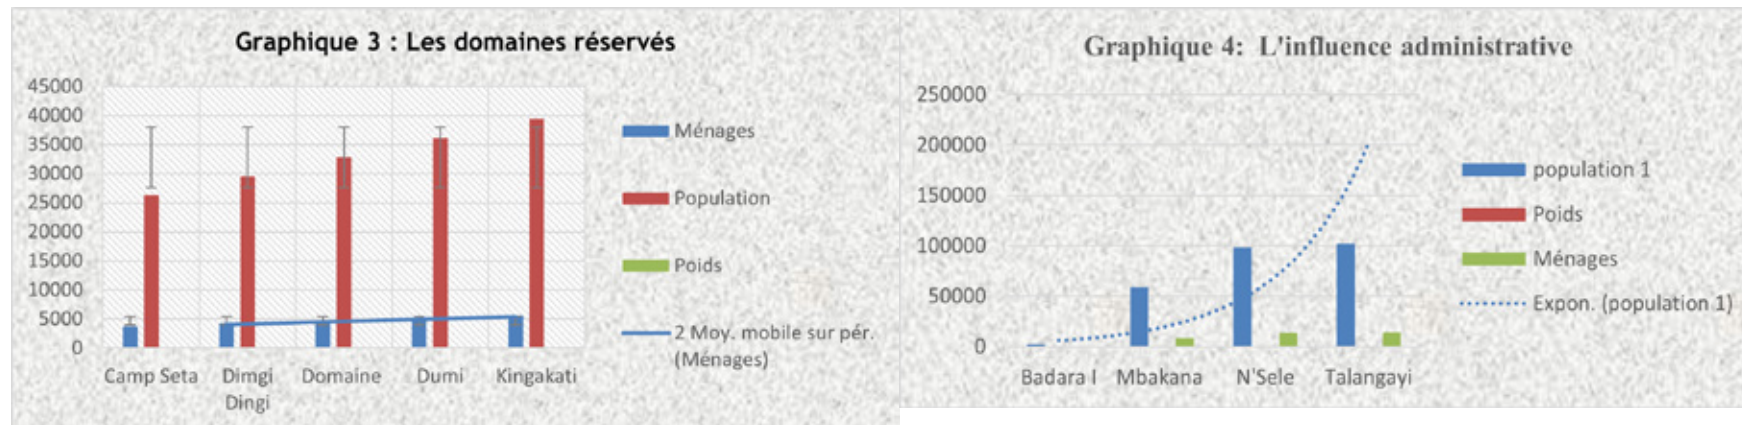 Graphique 3 : Les domaines réservés
45000
40000
35000
30000
25000
20000
15000
10000
5000
0
Camp Seta
Dimgi
Dingi
Domaine
Dumi
Kingakati
Ménages
Population
Poids
2 Moy. mobile sur pér.
(Ménages)
Graphique 4: L'influence administrative
250000
200000
150000
100000
50000
0
Badara I
Mbakana
N'Sele
Talangayi
population 1
Poids
Ménages
Expon. (population 1)